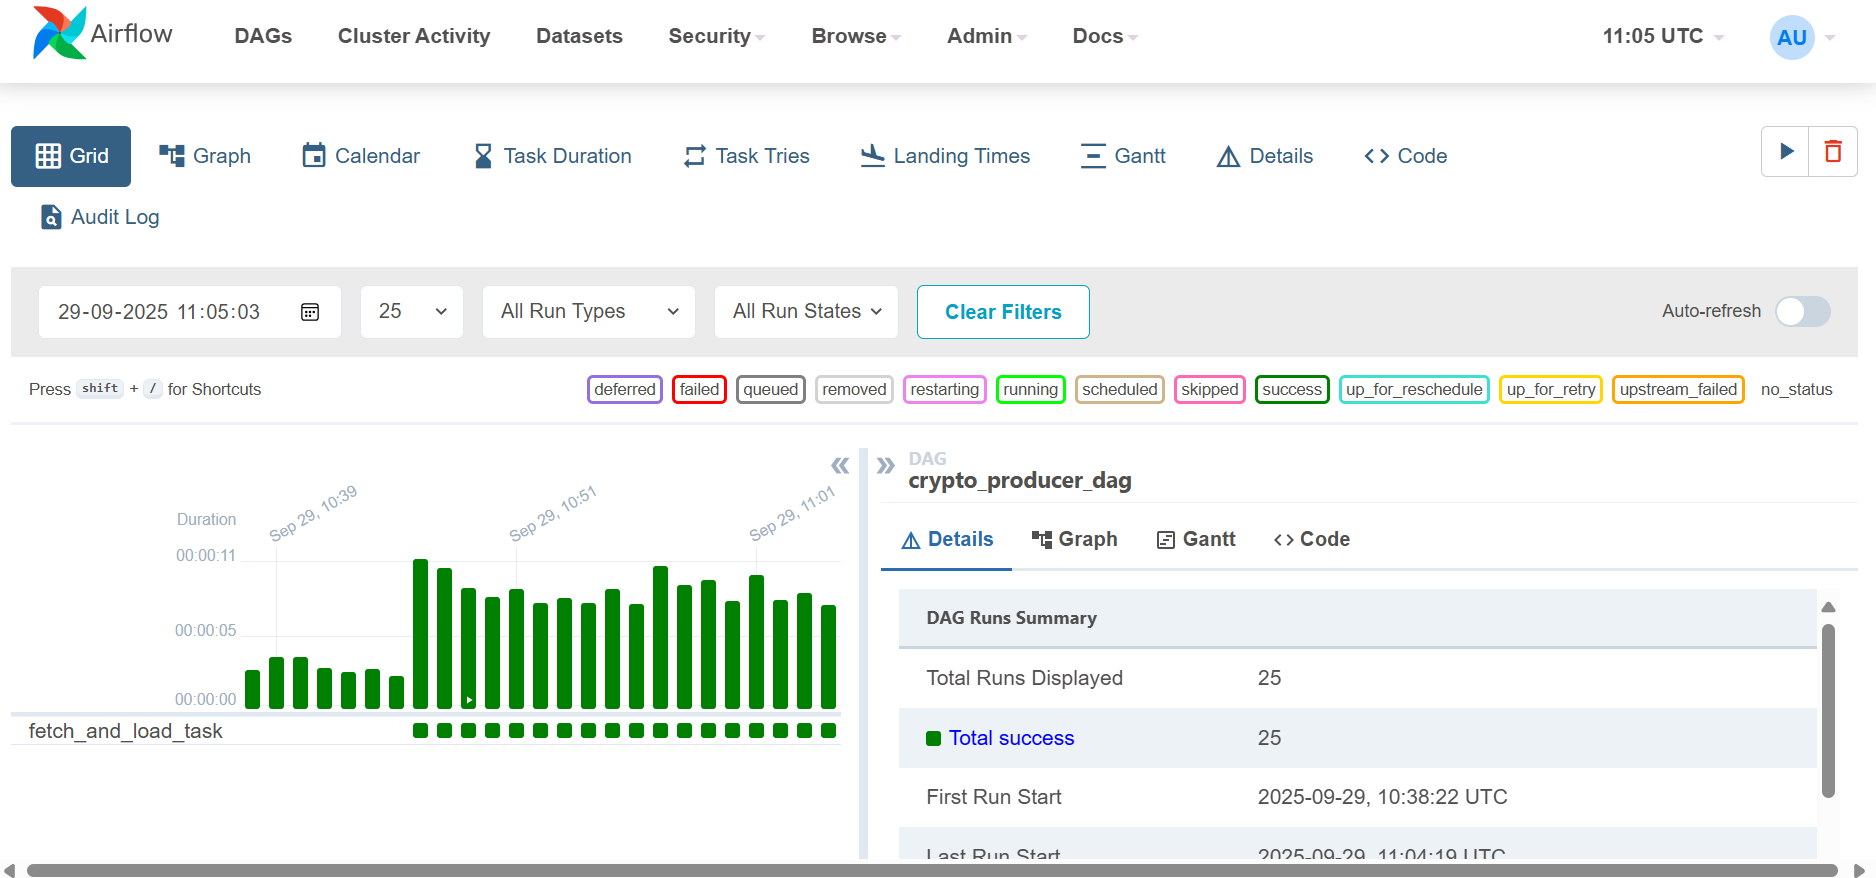 Airflow DAGs Cluster Activity Datasets Security Browse Admin Docs 11:05 UTC AU
Grid Graph Calendar Task Duration Task Tries Landing Times Gantt Details Code
Audit Log
29-09-2025 11:05:03 25 All Run Types All Run States Clear Filters Auto-refresh
Press shift + / for Shortcuts deferred failed queued removed restarting running scheduled skipped success up_for_reschedule up_for_retry upstream_failed no_status
DAG
crypto_producer_dag
Sep 29, 10:39 Sep 29, 10:51 Sep 29, 11:01
Duration
00:00:11
00:00:05
00:00:00
fetch_and_load_task
Details Graph Gantt Code
DAG Runs Summary
Total Runs Displayed 25
Total success 25
First Run Start 2025-09-29, 10:38:22 UTC
Last Run Start 2025-09-29, 11:04:19 UTC